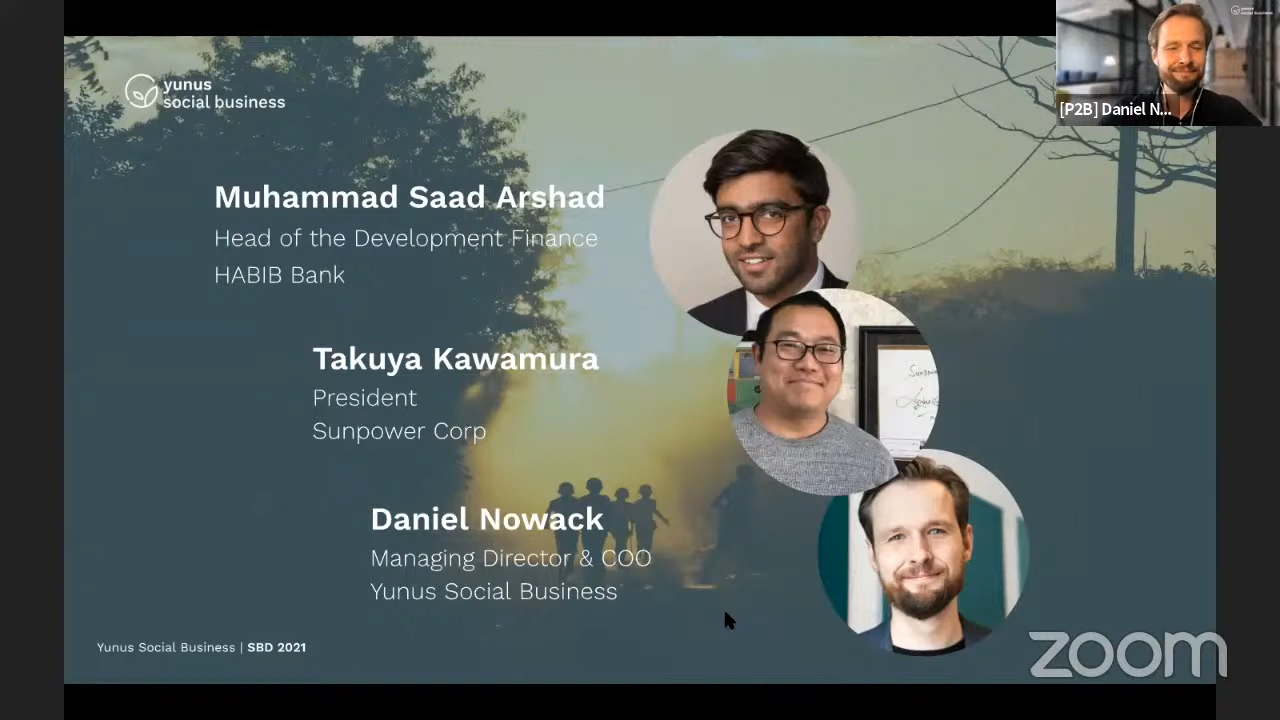 yunus
social business
[P2B] Daniel N...
Muhammad Saad Arshad
Head of the Development Finance
HABIB Bank
Takuya Kawamura
President
Sunpower Corp
Daniel Nowack
Managing Director & COO
Yunus Social Business
Yunus Social Business | SBD 2021
zoom